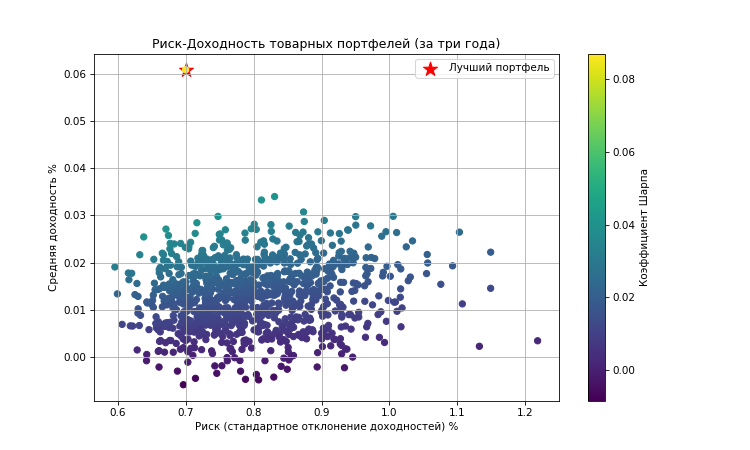 Риск-Доходность товарных портфелей (за три года)
Лучший портфель
0.06
0.05
0.04
0.03
0.02
0.01
0.00
Средняя доходность %
0.6 0.7 0.8 0.9 1.0 1.1 1.2
Риск (стандартное отклонение доходностей) %
0.08
0.06
0.04
0.02
0.00
Коэффициент Шарпа